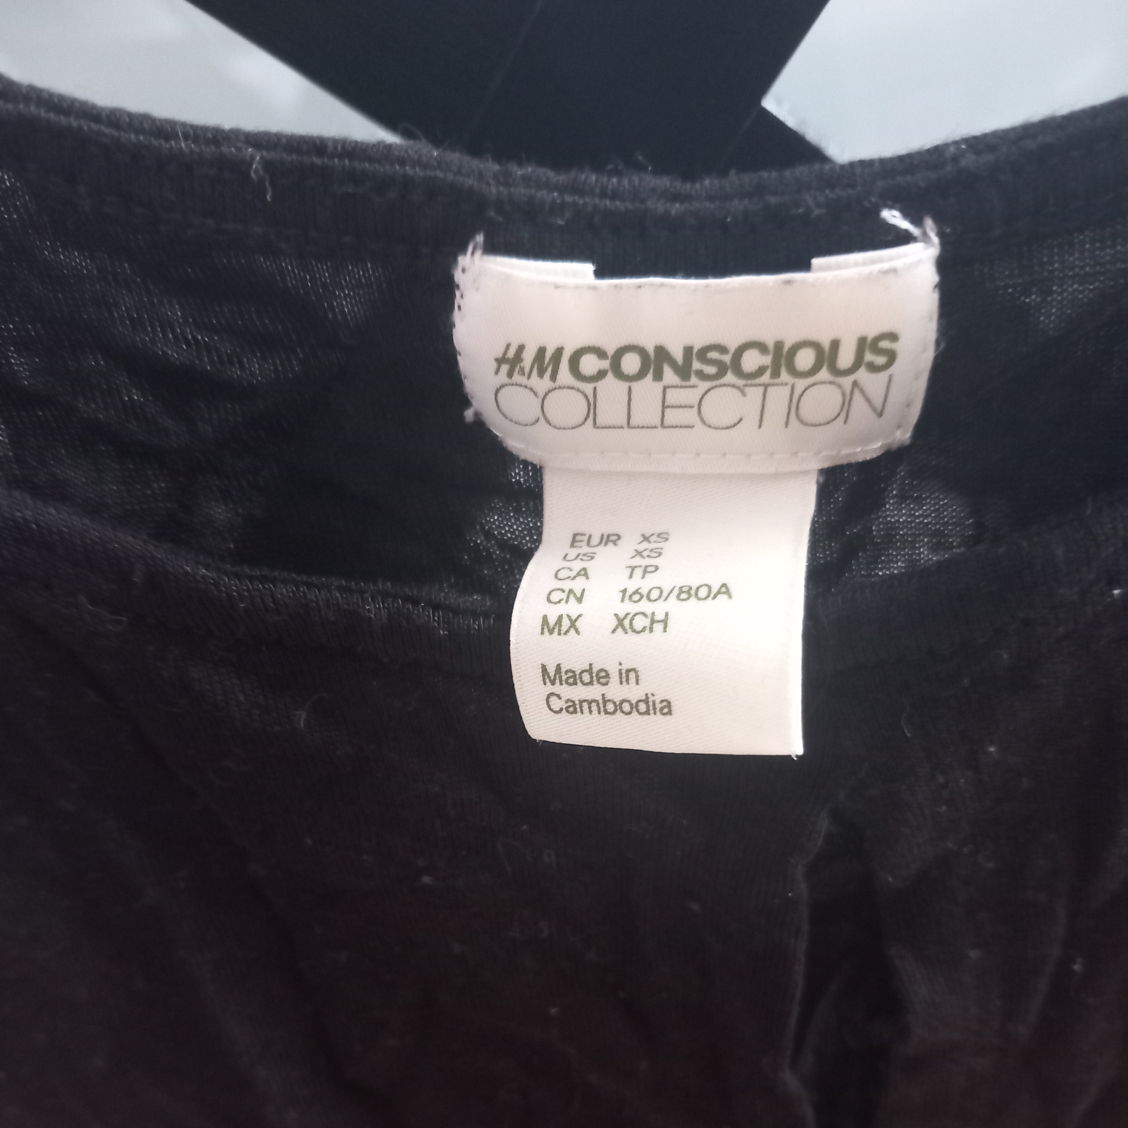 H&M CONSCIOUS
COLLECTION
EUR XS
US XS
CA TP
CN 160/80A
MX XCH
Made in
Cambodia